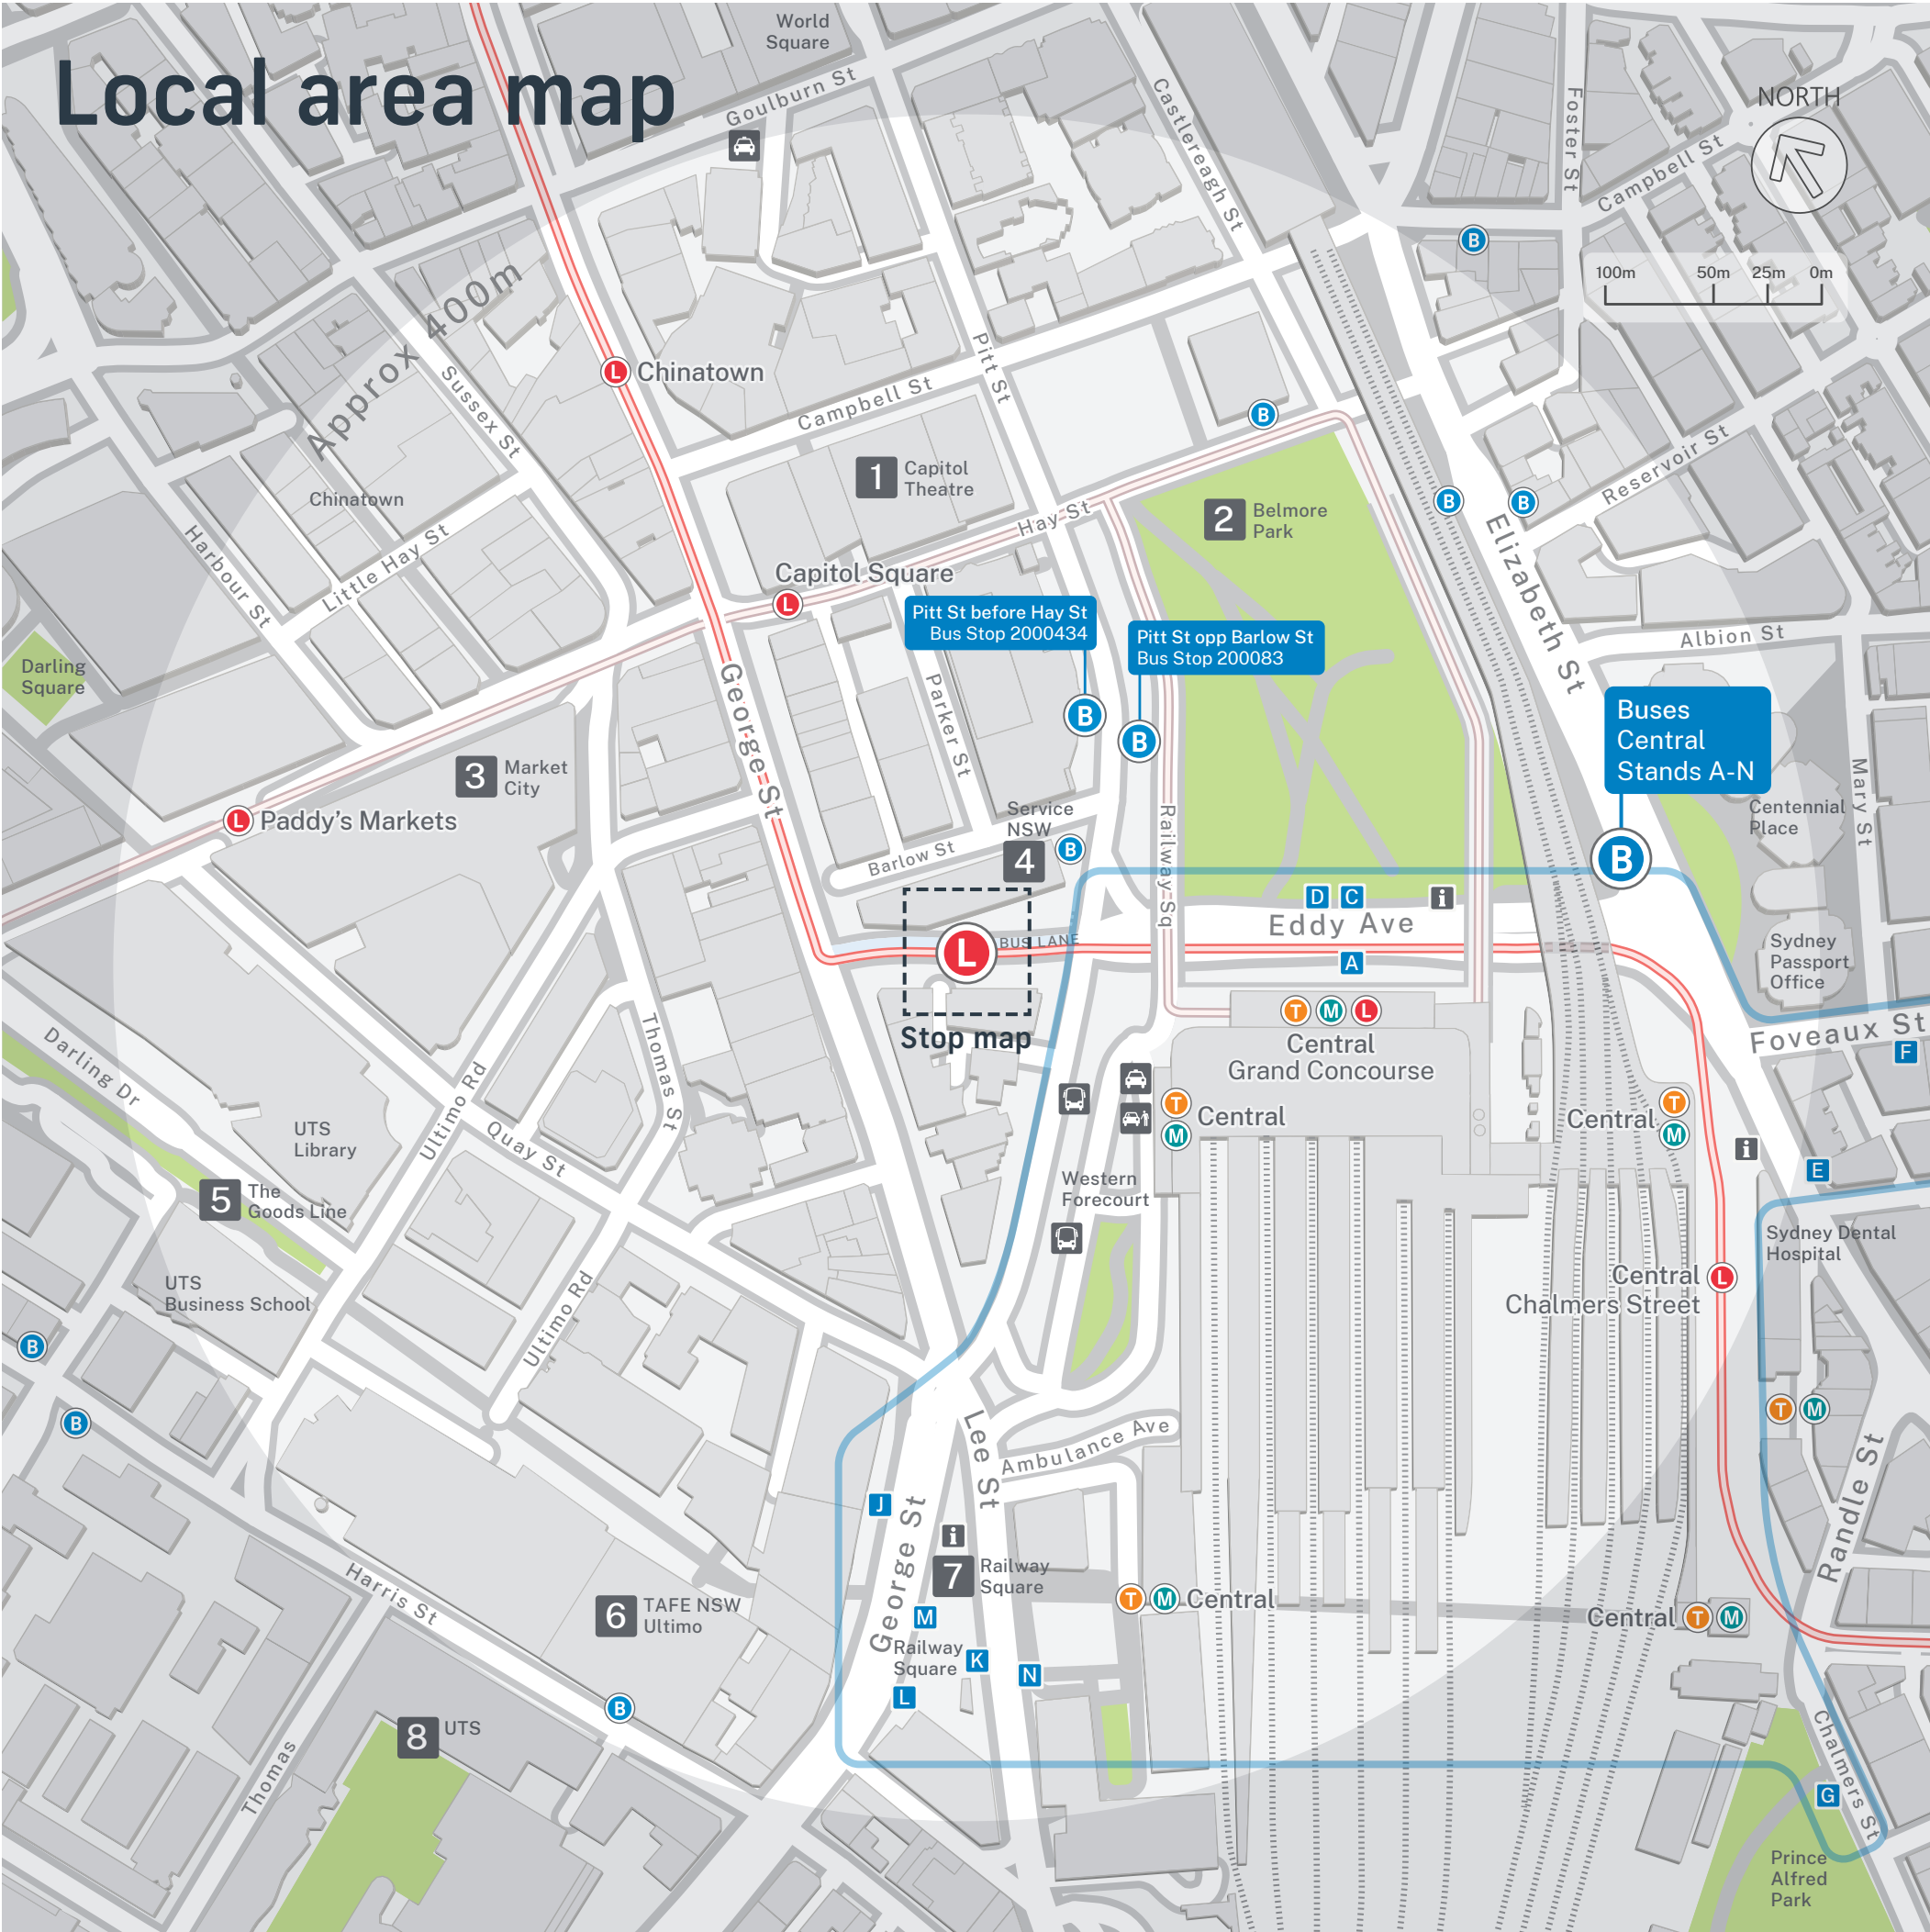 Local area map
World
Square
Goulburn St
Castlereagh St
Foster St
Campbell St
NORTH
B
100m 50m 25m 0m
Approx 400m
L Chinatown
Sussex St
Pitt St
Campbell St
B
1 Capitol
Theatre
2 Belmore
Park
Reservoir St
B
B
Chinatown
Hay St
Little Hay St
Harbour St
Elizabeth St
Capitol Square
L
Pitt St before Hay St
Bus Stop 2000434
B
Pitt St opp Barlow St
Bus Stop 200083
B
Albion St
Darling
Square
George St
Parker St
Buses
Central
Stands A-N
B
Mary St
3 Market
City
L Paddy's Markets
Service
NSW
4
B
Barlow St
Railway Sq
Centennial
Place
D C i
Eddy Ave
BUS LANE
L
A
Sydney
Passport
Office
Stop map
T M L
Central
Grand Concourse
Foveaux St
F
Darling Dr
Thomas St
Ultimo Rd
Quay St
UTS
Library
T
M
Central
Central
T
M
i
E
Western
Forecourt
5 The
Goods Line
Sydney Dental
Hospital
UTS
Business School
Ultimo Rd
Central L
Chalmers Street
B
B
T M
Lee St
Ambulance Ave
Randle St
J
George St
i
7 Railway
Square
Harris St
6 TAFE NSW
Ultimo
M
T M Central
Central T M
Railway
Square
K
N
L
B
8 UTS
Thomas
Chalmers St
G
Prince
Alfred
Park